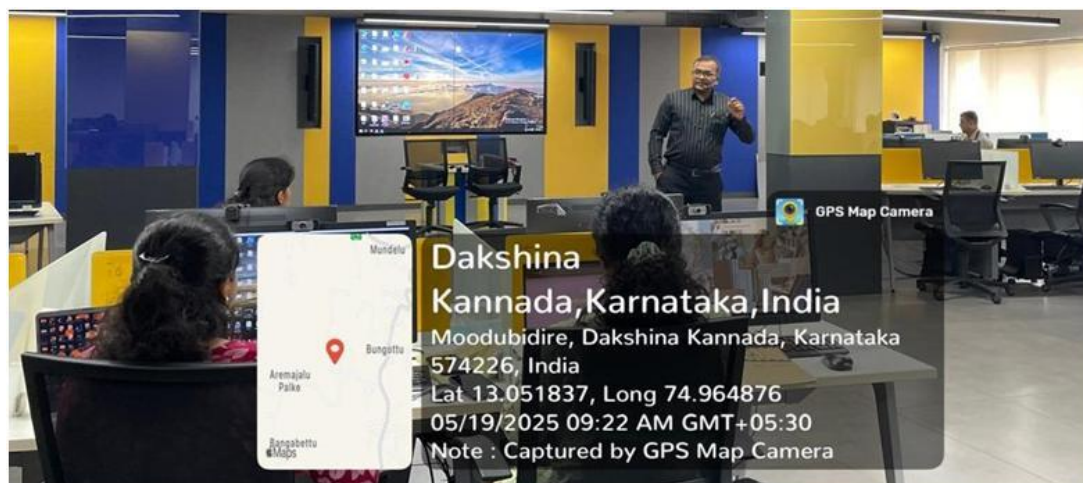 GPS Map Camera
Mundelu
Bungottu
Aremajalu
Palke
Bangabettu
Maps
Dakshina
Kannada,Karnataka,India
Moodubidire, Dakshina Kannada, Karnataka
574226, India
Lat 13.051837, Long 74.964876
05/19/2025 09:22 AM GMT+05:30
Note : Captured by GPS Map Camera